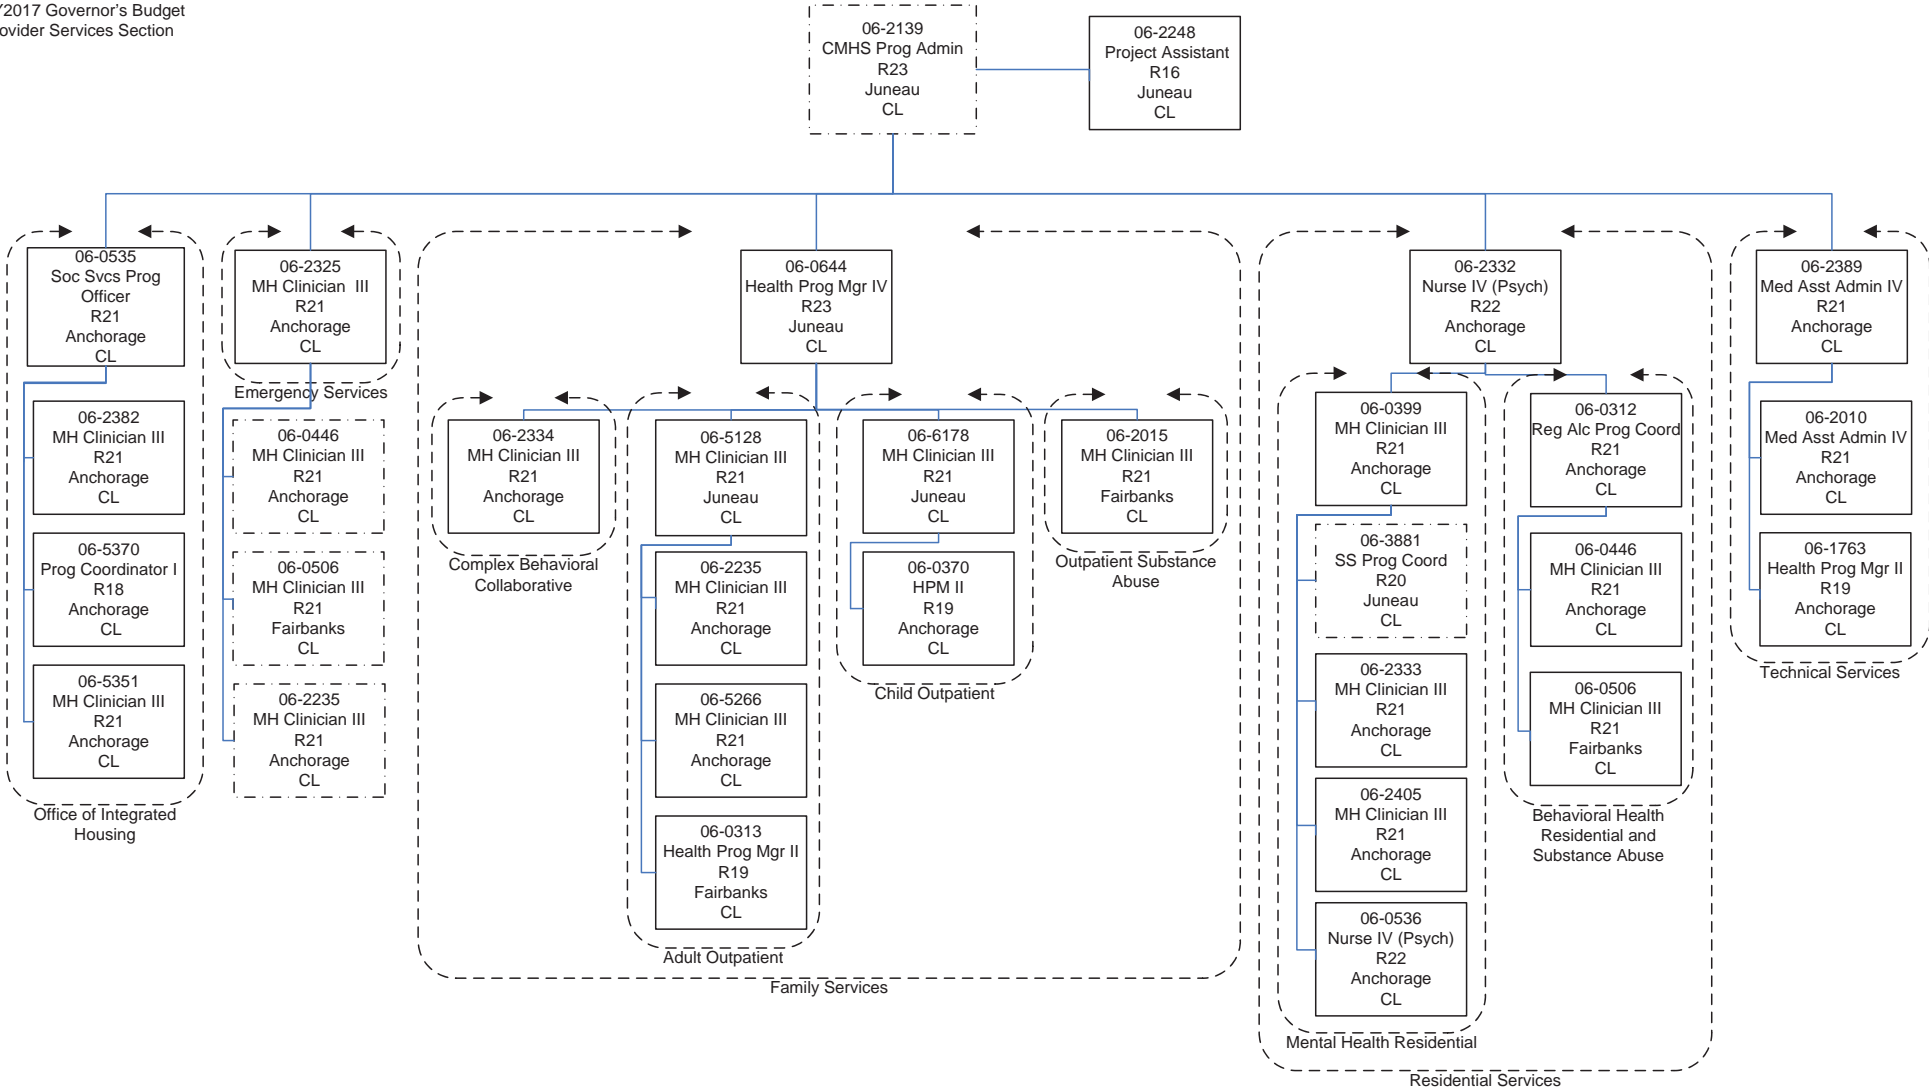 Y2017 Governor's Budget
ovider Services Section
06-2139
CMHS Prog Admin
R23
Juneau
CL
06-2248
Project Assistant
R16
Juneau
CL
06-0535
Soc Svcs Prog
Officer
R21
Anchorage
CL
06-2382
MH Clinician III
R21
Anchorage
CL
06-5370
Prog Coordinator I
R18
Anchorage
CL
06-5351
MH Clinician III
R21
Anchorage
CL
Office of Integrated
Housing
06-2325
MH Clinician III
R21
Anchorage
CL
Emergency Services
06-0446
MH Clinician III
R21
Anchorage
CL
06-0506
MH Clinician III
R21
Fairbanks
CL
06-2235
MH Clinician III
R21
Anchorage
CL
06-0644
Health Prog Mgr IV
R23
Juneau
CL
06-2334
MH Clinician III
R21
Anchorage
CL
Complex Behavioral
Collaborative
06-5128
MH Clinician III
R21
Juneau
CL
06-2235
MH Clinician III
R21
Anchorage
CL
06-5266
MH Clinician III
R21
Anchorage
CL
06-0313
Health Prog Mgr II
R19
Fairbanks
CL
Adult Outpatient
06-6178
MH Clinician III
R21
Juneau
CL
06-0370
HPM II
R19
Anchorage
CL
Child Outpatient
06-2015
MH Clinician III
R21
Fairbanks
CL
Outpatient Substance
Abuse
Family Services
06-2332
Nurse IV (Psych)
R22
Anchorage
CL
06-0399
MH Clinician III
R21
Anchorage
CL
06-3881
SS Prog Coord
R20
Juneau
CL
06-2333
MH Clinician III
R21
Anchorage
CL
06-2405
MH Clinician III
R21
Anchorage
CL
06-0536
Nurse IV (Psych)
R22
Anchorage
CL
Mental Health Residential
06-0312
Reg Alc Prog Coord
R21
Anchorage
CL
06-0446
MH Clinician III
R21
Anchorage
CL
06-0506
MH Clinician III
R21
Fairbanks
CL
Behavioral Health
Residential and
Substance Abuse
Residential Services
06-2389
Med Asst Admin IV
R21
Anchorage
CL
06-2010
Med Asst Admin IV
R21
Anchorage
CL
06-1763
Health Prog Mgr II
R19
Anchorage
CL
Technical Services